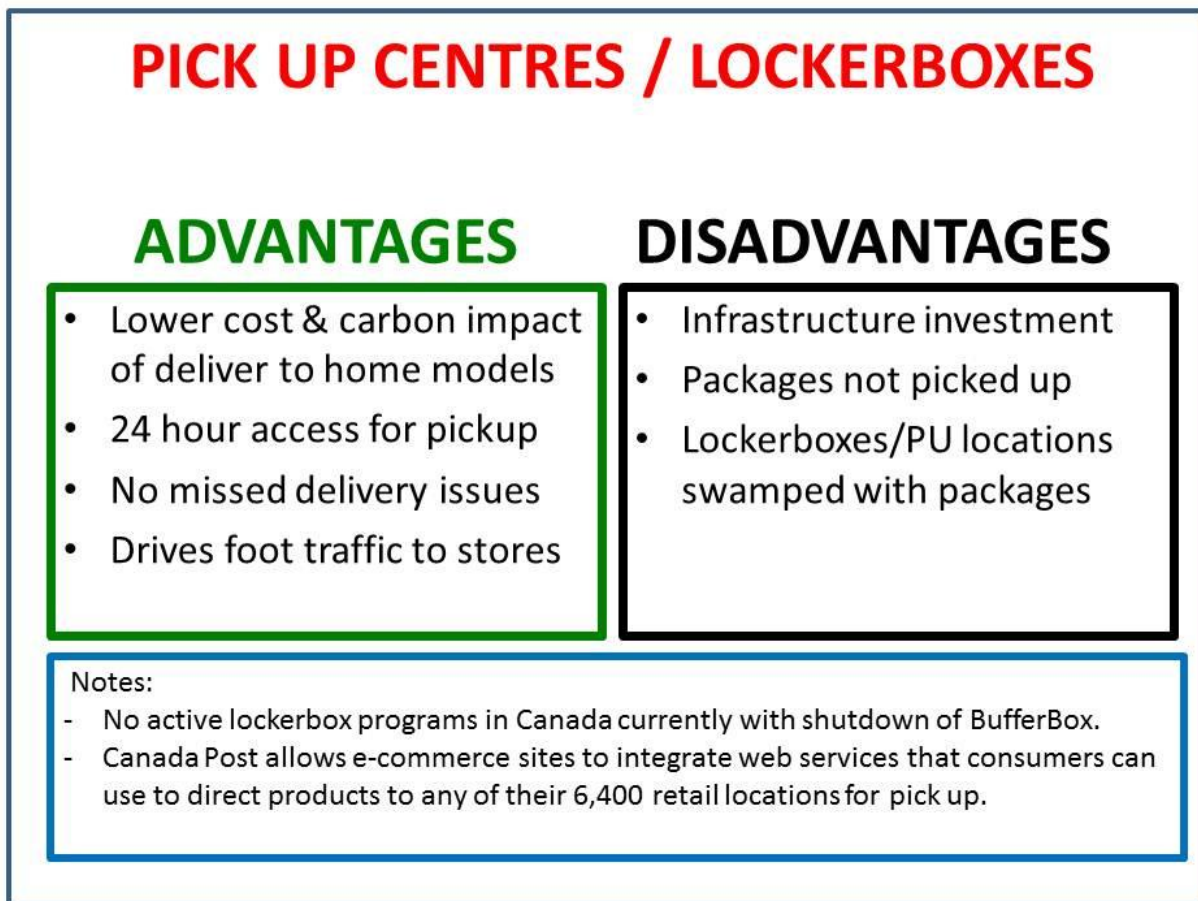 PICK UP CENTRES / LOCKERBOXES
ADVANTAGES
• Lower cost & carbon impact
of deliver to home models
• 24 hour access for pickup
• No missed delivery issues
• Drives foot traffic to stores
DISADVANTAGES
• Infrastructure investment
• Packages not picked up
• Lockerboxes/PU locations
swamped with packages
Notes:
- No active lockerbox programs in Canada currently with shutdown of BufferBox.
- Canada Post allows e-commerce sites to integrate web services that consumers can
use to direct products to any of their 6,400 retail locations for pick up.